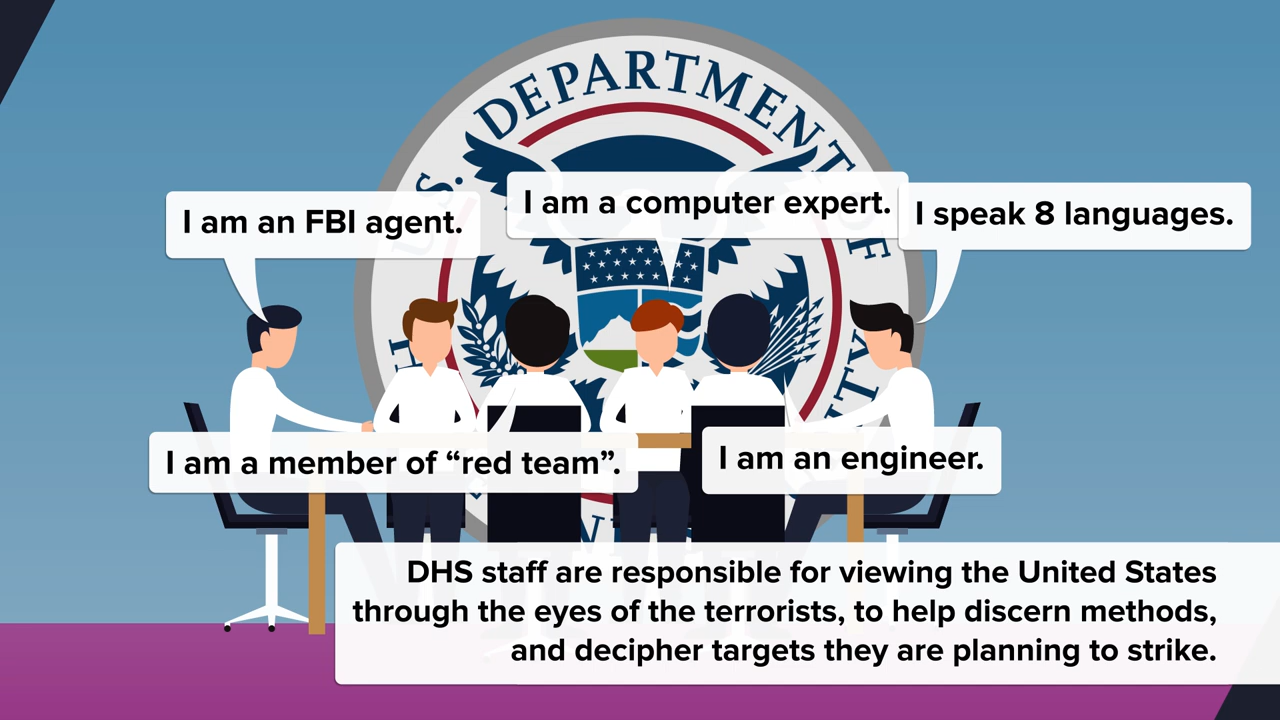 U.S. DEPARTMENT OF
I am an FBI agent.
I am a computer expert.
I speak 8 languages.
I am a member of “red team”.
I am an engineer.
DHS staff are responsible for viewing the United States
through the eyes of the terrorists, to help discern methods,
and decipher targets they are planning to strike.